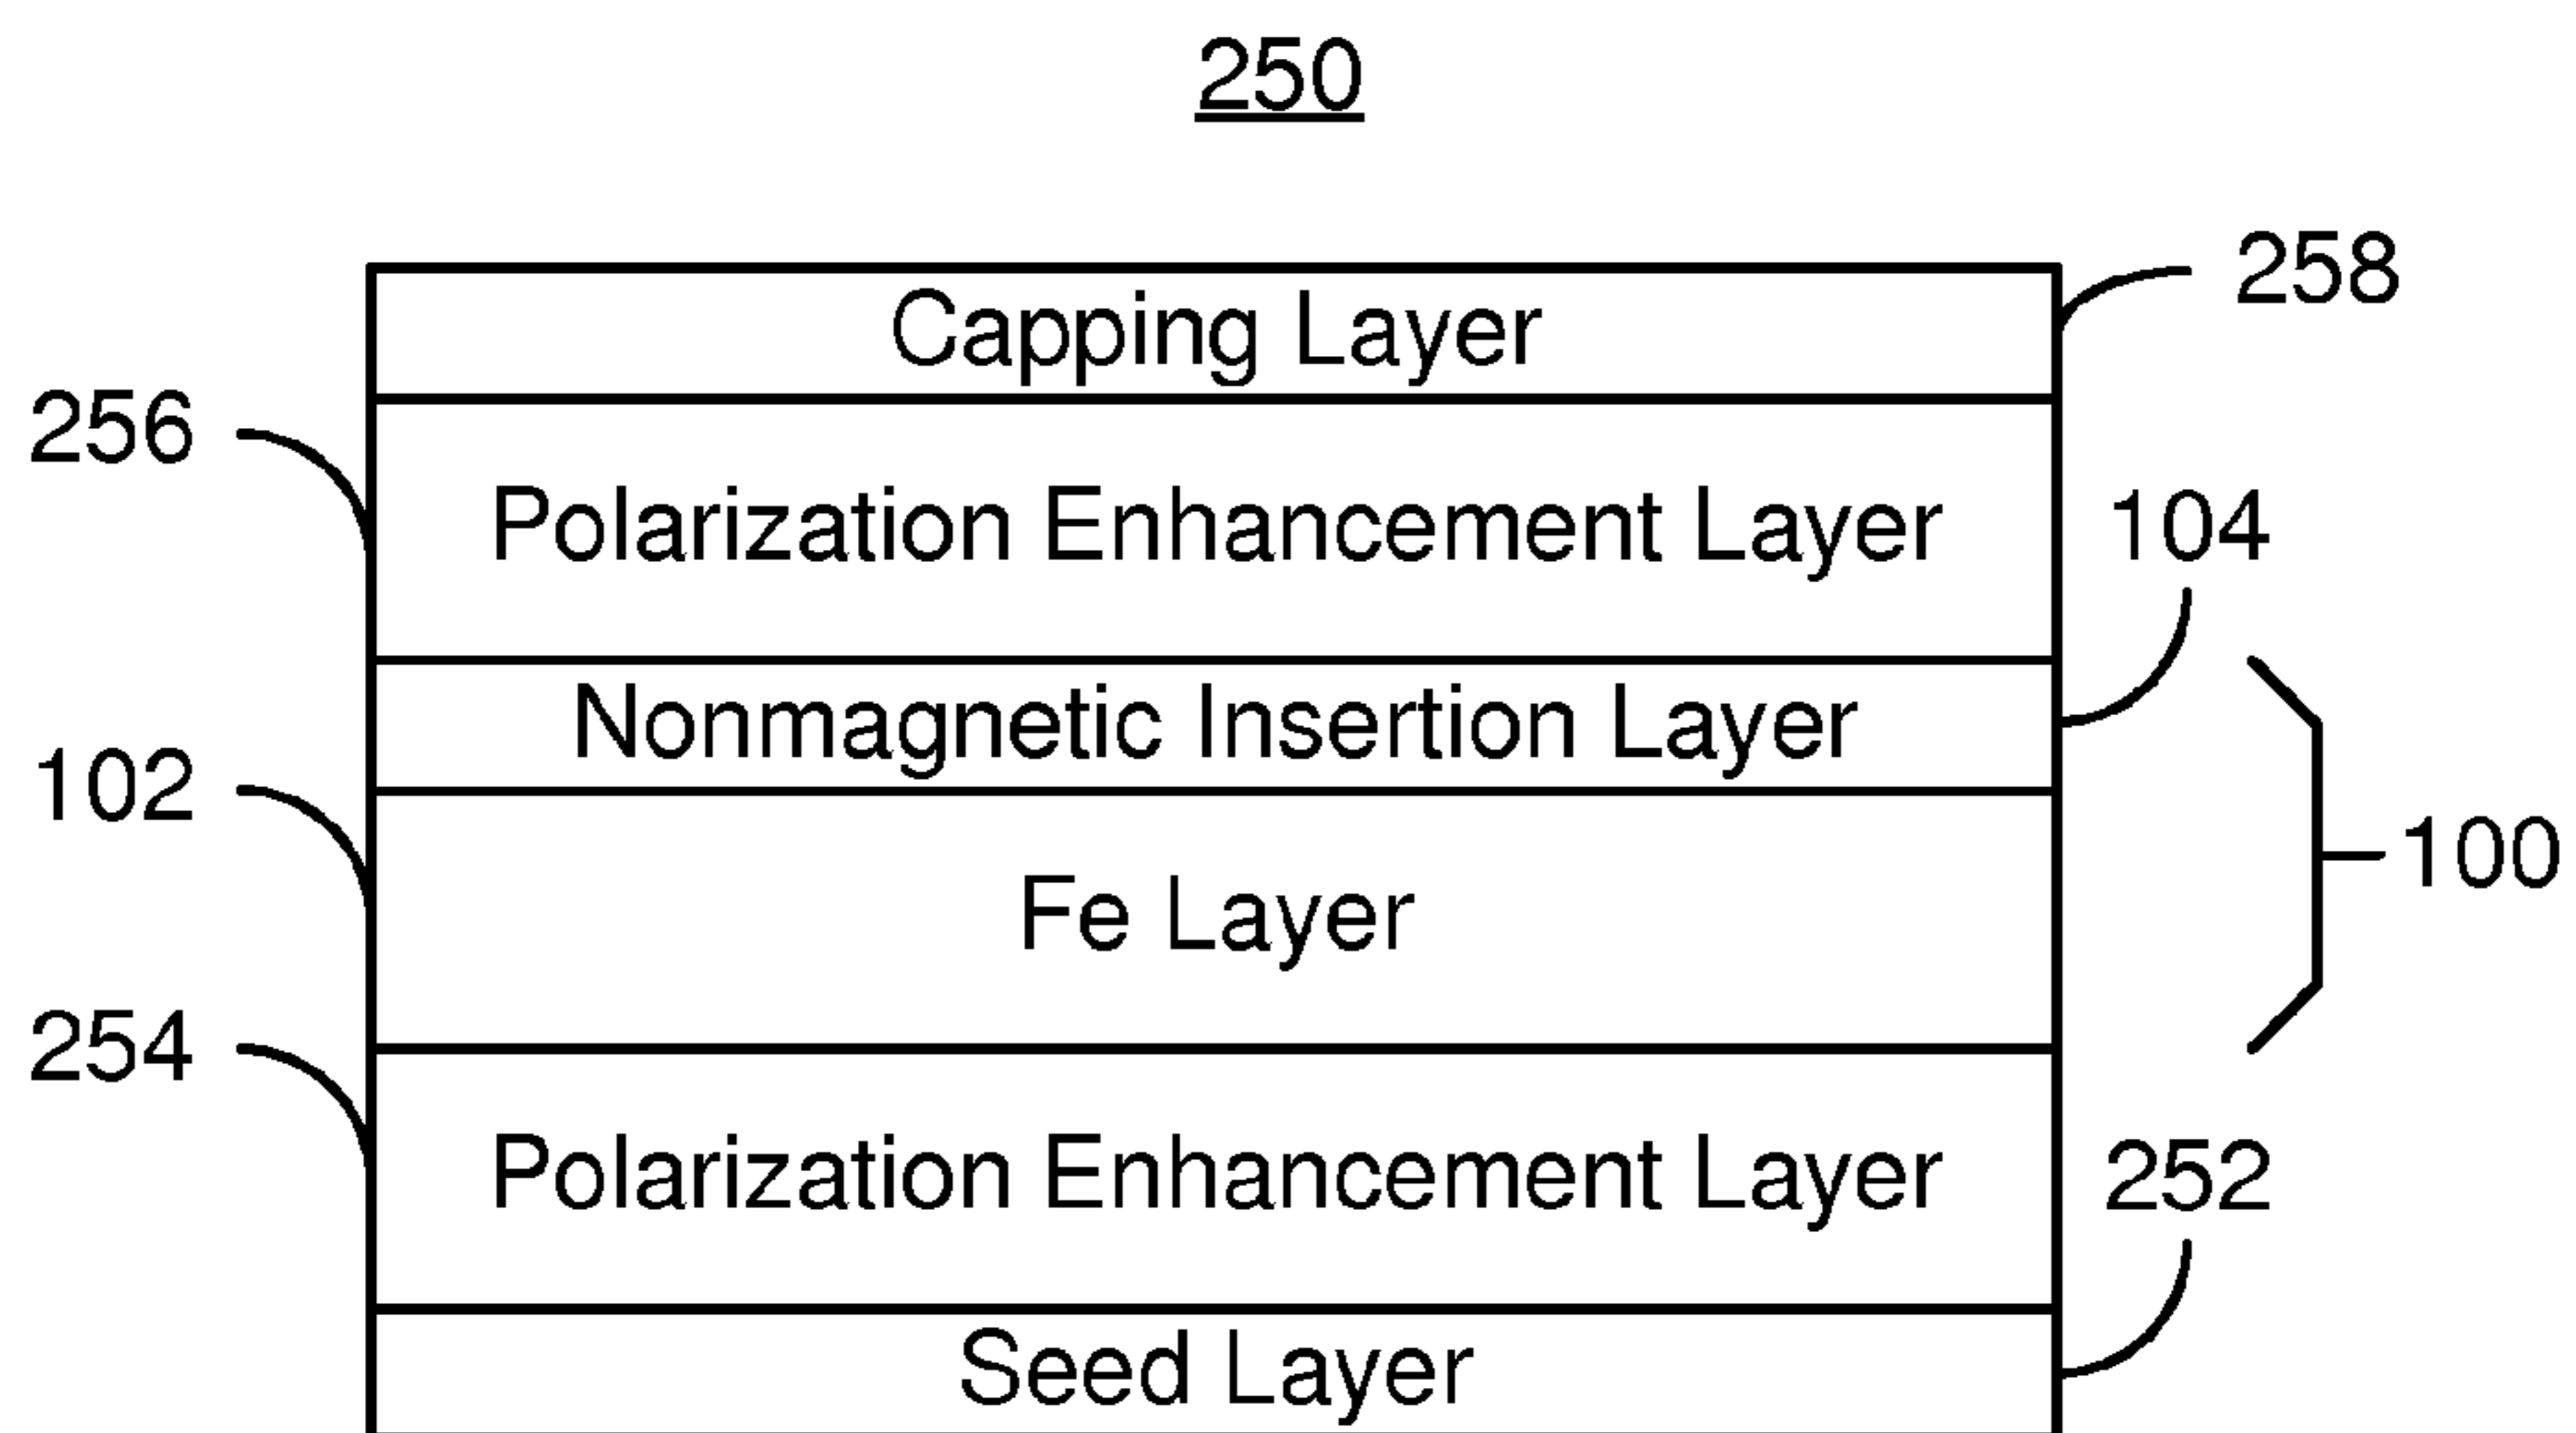 250
258
Capping Layer
256
Polarization Enhancement Layer
104
Nonmagnetic Insertion Layer
102
100
Fe Layer
254
Polarization Enhancement Layer
252
Seed Layer